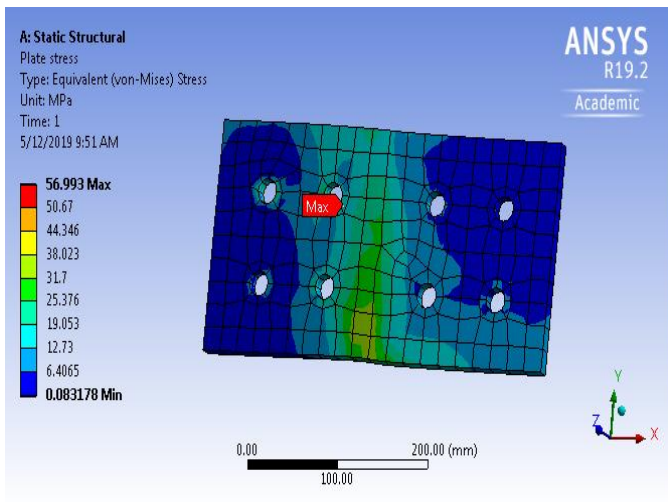 A: Static Structural
Plate stress
Type: Equivalent (von-Mises) Stress
Unit: MPa
Time: 1
5/12/2019 9:51 AM
ANSYS
R19.2
Academic
56.993 Max
50.67
44.346
38.023
31.7
25.376
19.053
12.73
6.4065
0.083178 Min
Max
0.00
200.00 (mm)
100.00
Y
Z
X